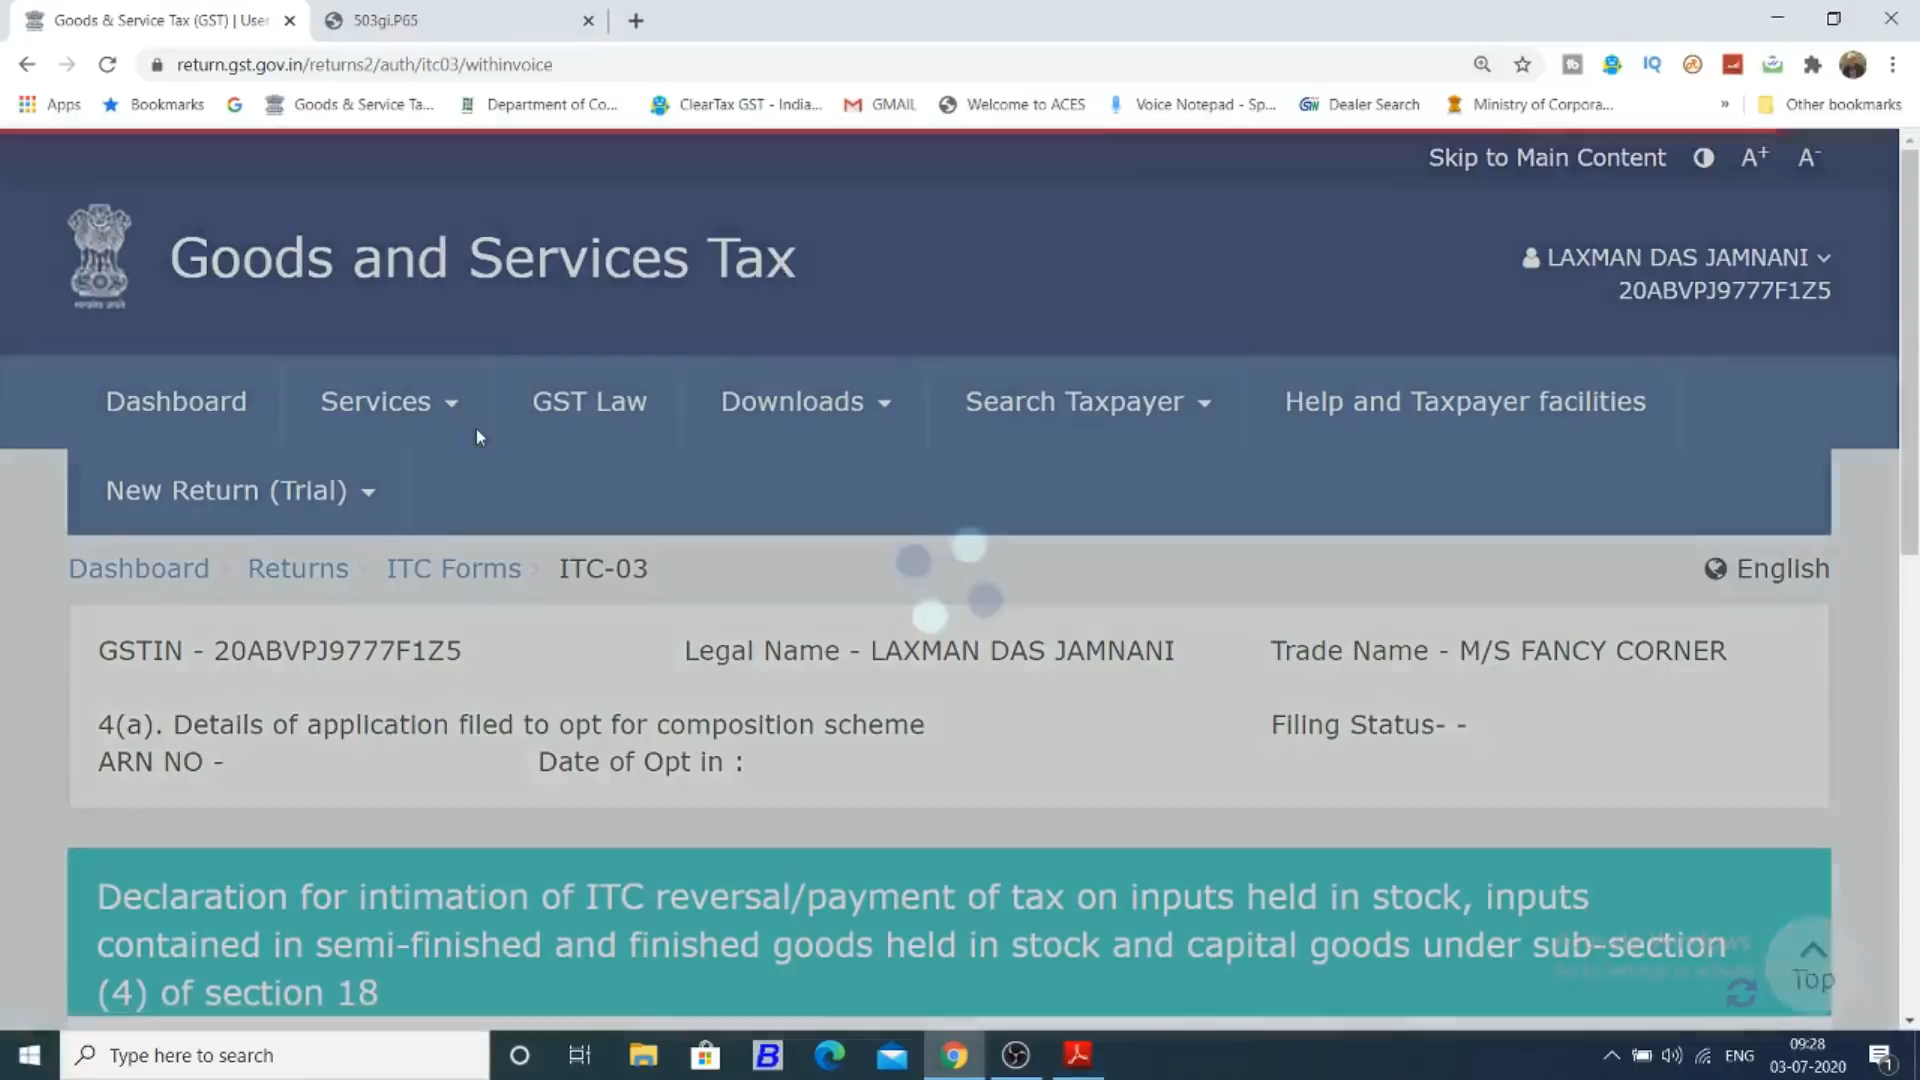 Goods & Service Tax (GST) | User
503gi.P65
return.gst.gov.in/returns2/auth/itc03/withinvoice
Apps
Bookmarks
Goods & Service Ta...
Department of Co...
ClearTax GST - India...
GMAIL
Welcome to ACES
Voice Notepad - Sp...
Dealer Search
Ministry of Corpora...
»
Other bookmarks
Skip to Main Content
A+
A-
Goods and Services Tax
LAXMAN DAS JAMNANI
20ABVPJ9777F1Z5
Dashboard
Services
GST Law
Downloads
Search Taxpayer
Help and Taxpayer facilities
New Return (Trial)
Dashboard
Returns
ITC Forms
ITC-03
English
GSTIN - 20ABVPJ9777F1Z5
Legal Name - LAXMAN DAS JAMNANI
Trade Name - M/S FANCY CORNER
4(a). Details of application filed to opt for composition scheme
Filing Status- -
ARN NO -
Date of Opt in :
Declaration for intimation of ITC reversal/payment of tax on inputs held in stock, inputs
contained in semi-finished and finished goods held in stock and capital goods under sub-section
(4) of section 18
Top
Type here to search
ENG
09:28
03-07-2020
1